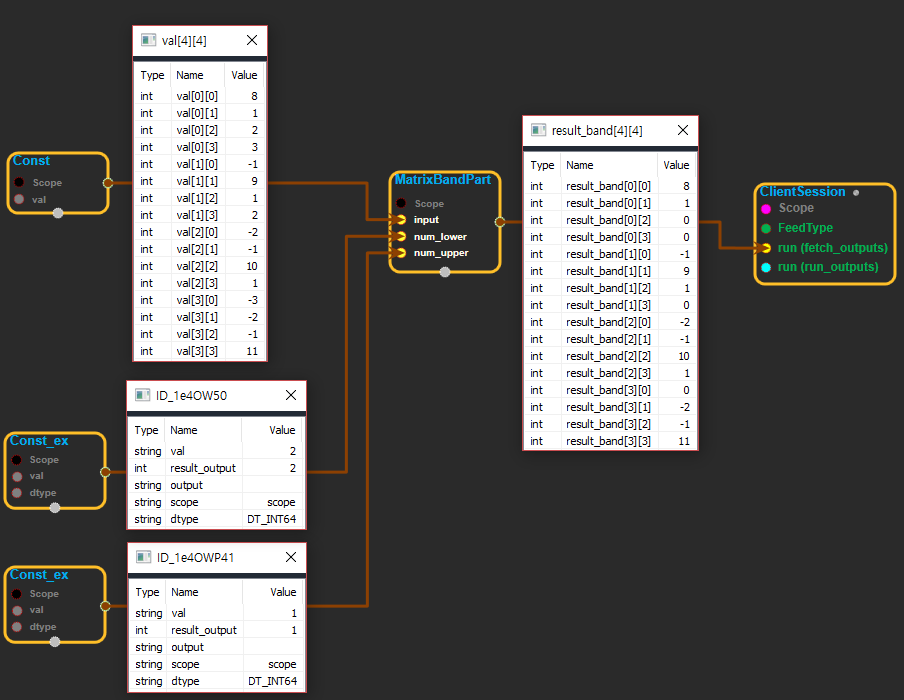 val[4][4]
Type Name Value
int val[0][0] 8
int val[0][1] 1
int val[0][2] 2
int val[0][3] 3
int val[1][0] -1
int val[1][1] 9
int val[1][2] 1
int val[1][3] 2
int val[2][0] -2
int val[2][1] -1
int val[2][2] 10
int val[2][3] 1
int val[3][0] -3
int val[3][1] -2
int val[3][2] -1
int val[3][3] 11
Const
Scope
val
MatrixBandPart
Scope
input
num_lower
num_upper
result_band[4][4]
Type Name Value
int result_band[0][0] 8
int result_band[0][1] 1
int result_band[0][2] 0
int result_band[0][3] 0
int result_band[1][0] -1
int result_band[1][1] 9
int result_band[1][2] 1
int result_band[1][3] 0
int result_band[2][0] -2
int result_band[2][1] -1
int result_band[2][2] 10
int result_band[2][3] 1
int result_band[3][0] 0
int result_band[3][1] -2
int result_band[3][2] -1
int result_band[3][3] 11
ClientSession
Scope
FeedType
run (fetch_outputs)
run (run_outputs)
Const_ex
Scope
val
dtype
ID_1e4OW50
Type Name Value
string val 2
int result_output 2
string output
string scope scope
string dtype DT_INT64
Const_ex
Scope
val
dtype
ID_1e4OWP41
Type Name Value
string val 1
int result_output 1
string output
string scope scope
string dtype DT_INT64